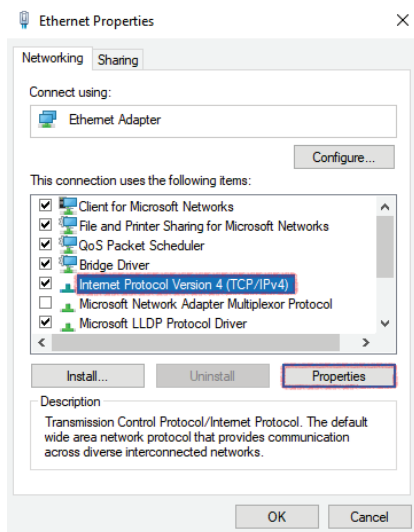 Ethernet Properties
Networking
Sharing
Connect using:
Ethernet Adapter
Configure...
This connection uses the following items:
Client for Microsoft Networks
File and Printer Sharing for Microsoft Networks
QoS Packet Scheduler
Bridge Driver
Internet Protocol Version 4 (TCP/IPv4)
Microsoft Network Adapter Multiplexor Protocol
Microsoft LLDP Protocol Driver
Install...
Uninstall
Properties
Description
Transmission Control Protocol/Internet Protocol. The default
wide area network protocol that provides communication
across diverse interconnected networks.
OK
Cancel